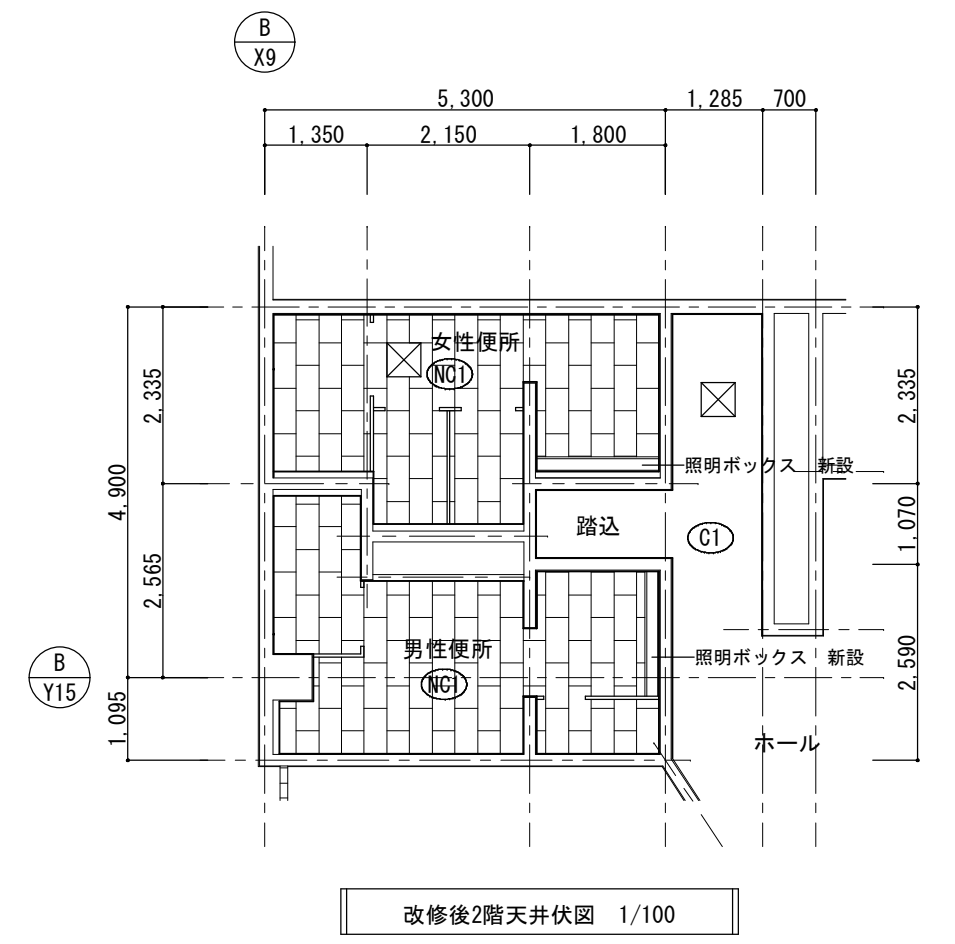 B
X9
5,300
1,285
700
1,350
2,150
1,800
女性便所
NC1
2,335
2,335
4,900
照明ボックス 新設
踏込
C1
1,070
2,565
男性便所
NC1
照明ボックス 新設
2,590
B
Y15
1,095
ホール
改修後2階天井伏図 1/100